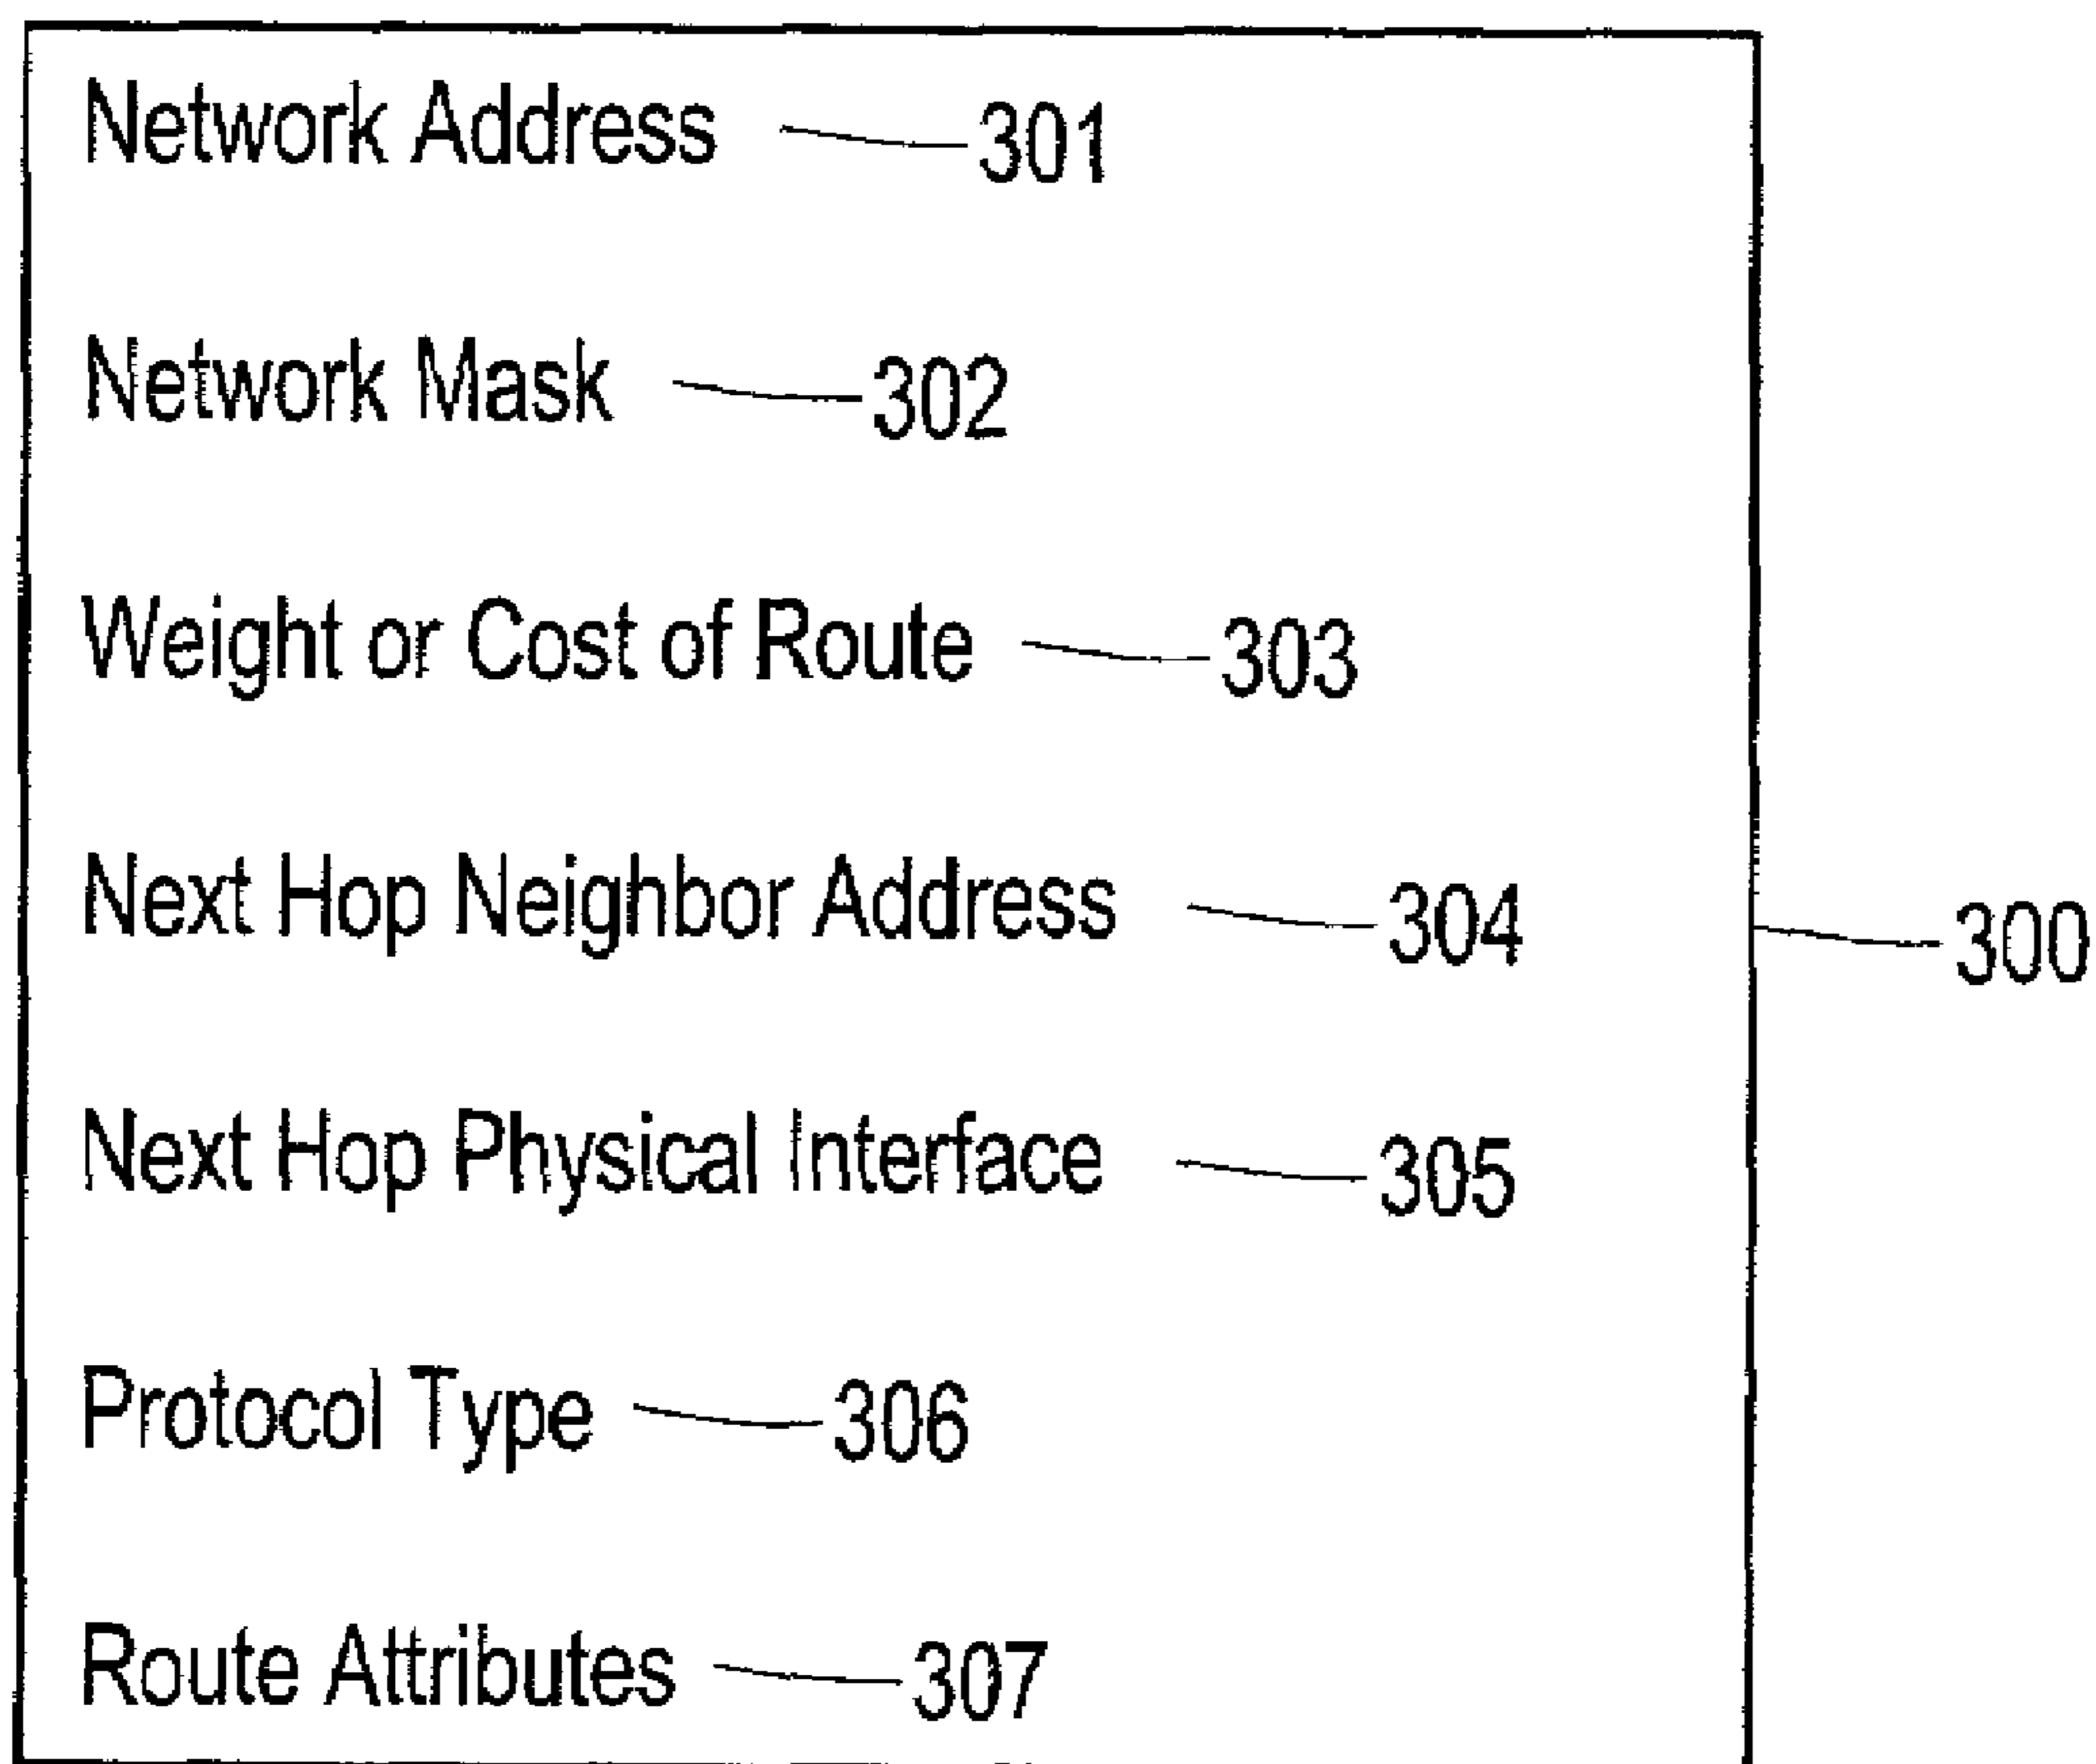 Network Address 301
Network Mask 302
Weight or Cost of Route 303
Next Hop Neighbor Address 304
300
Next Hop Physical Interface 305
Protocol Type 306
Route Attributes 307